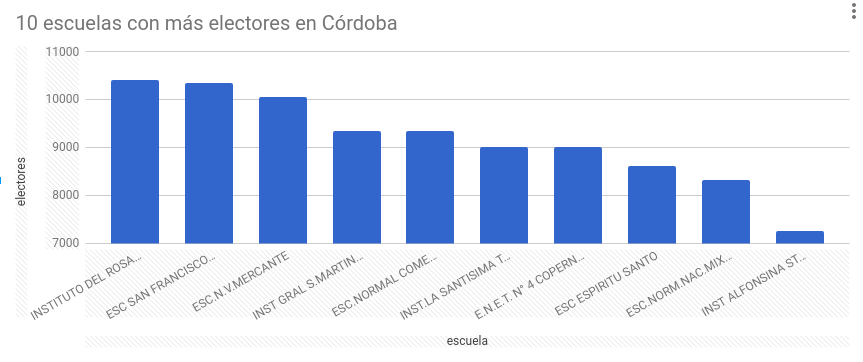 10 escuelas con más electores en Córdoba
11000
10000
9000
8000
7000
electores
INSTITUTO DEL ROSA...
ESC SAN FRANCISCO...
ESC.N.V.MERCANTE
INST GRAL S.MARTIN...
ESC.NORMAL COME...
INST.LA SANTISIMA T...
E.N.E.T. N° 4 COPERN...
ESC ESPIRITU SANTO
ESC.NORM.NAC.MIX...
INST ALFONSINA ST...
escuela